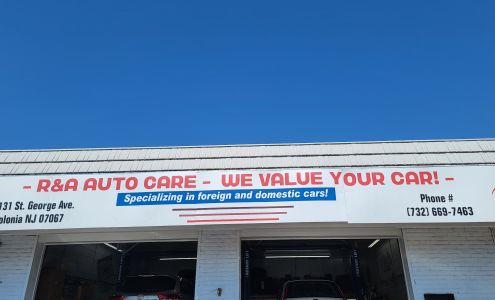 - R&A AUTO CARE - WE VALUE YOUR CAR! -
Specializing in foreign and domestic cars!
131 St. George Ave.
olonia NJ 07067
Phone #
(732) 669-7463